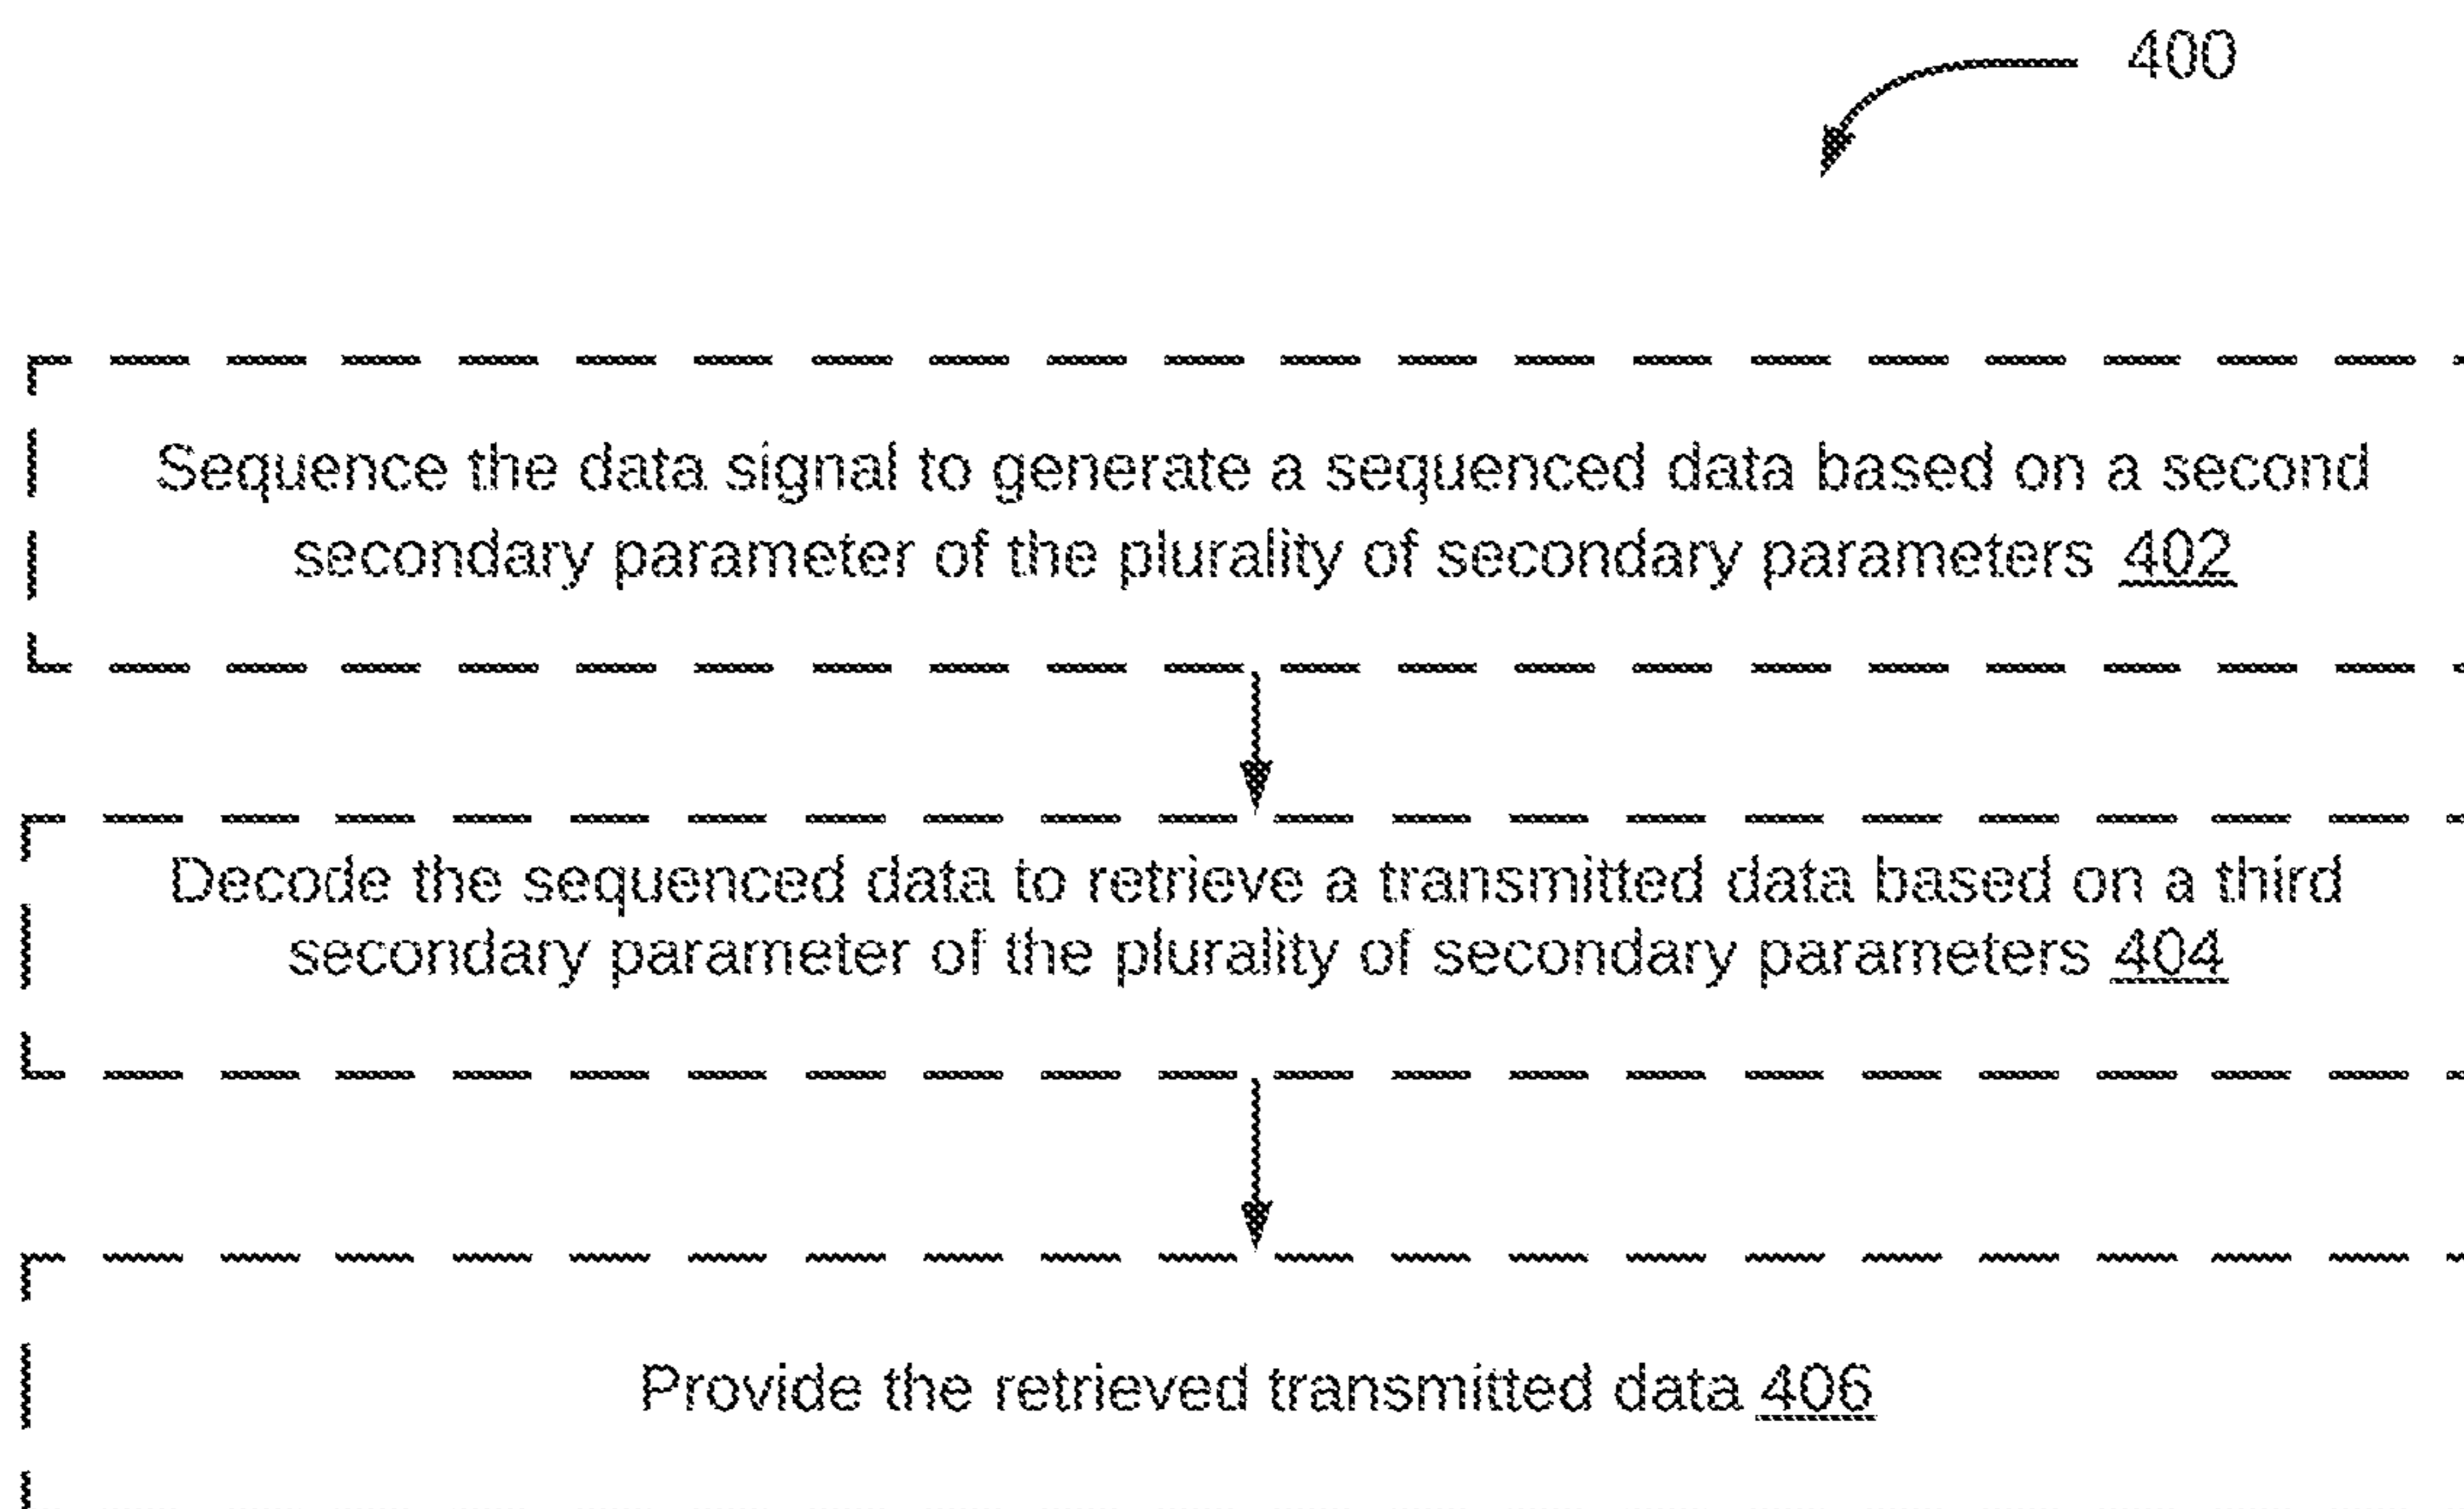 400
Sequence the data signal to generate a sequenced data based on a second
secondary parameter of the plurality of secondary parameters 402
Decode the sequenced data to retrieve a transmitted data based on a third
secondary parameter of the plurality of secondary parameters 404
Provide the retrieved transmitted data 406